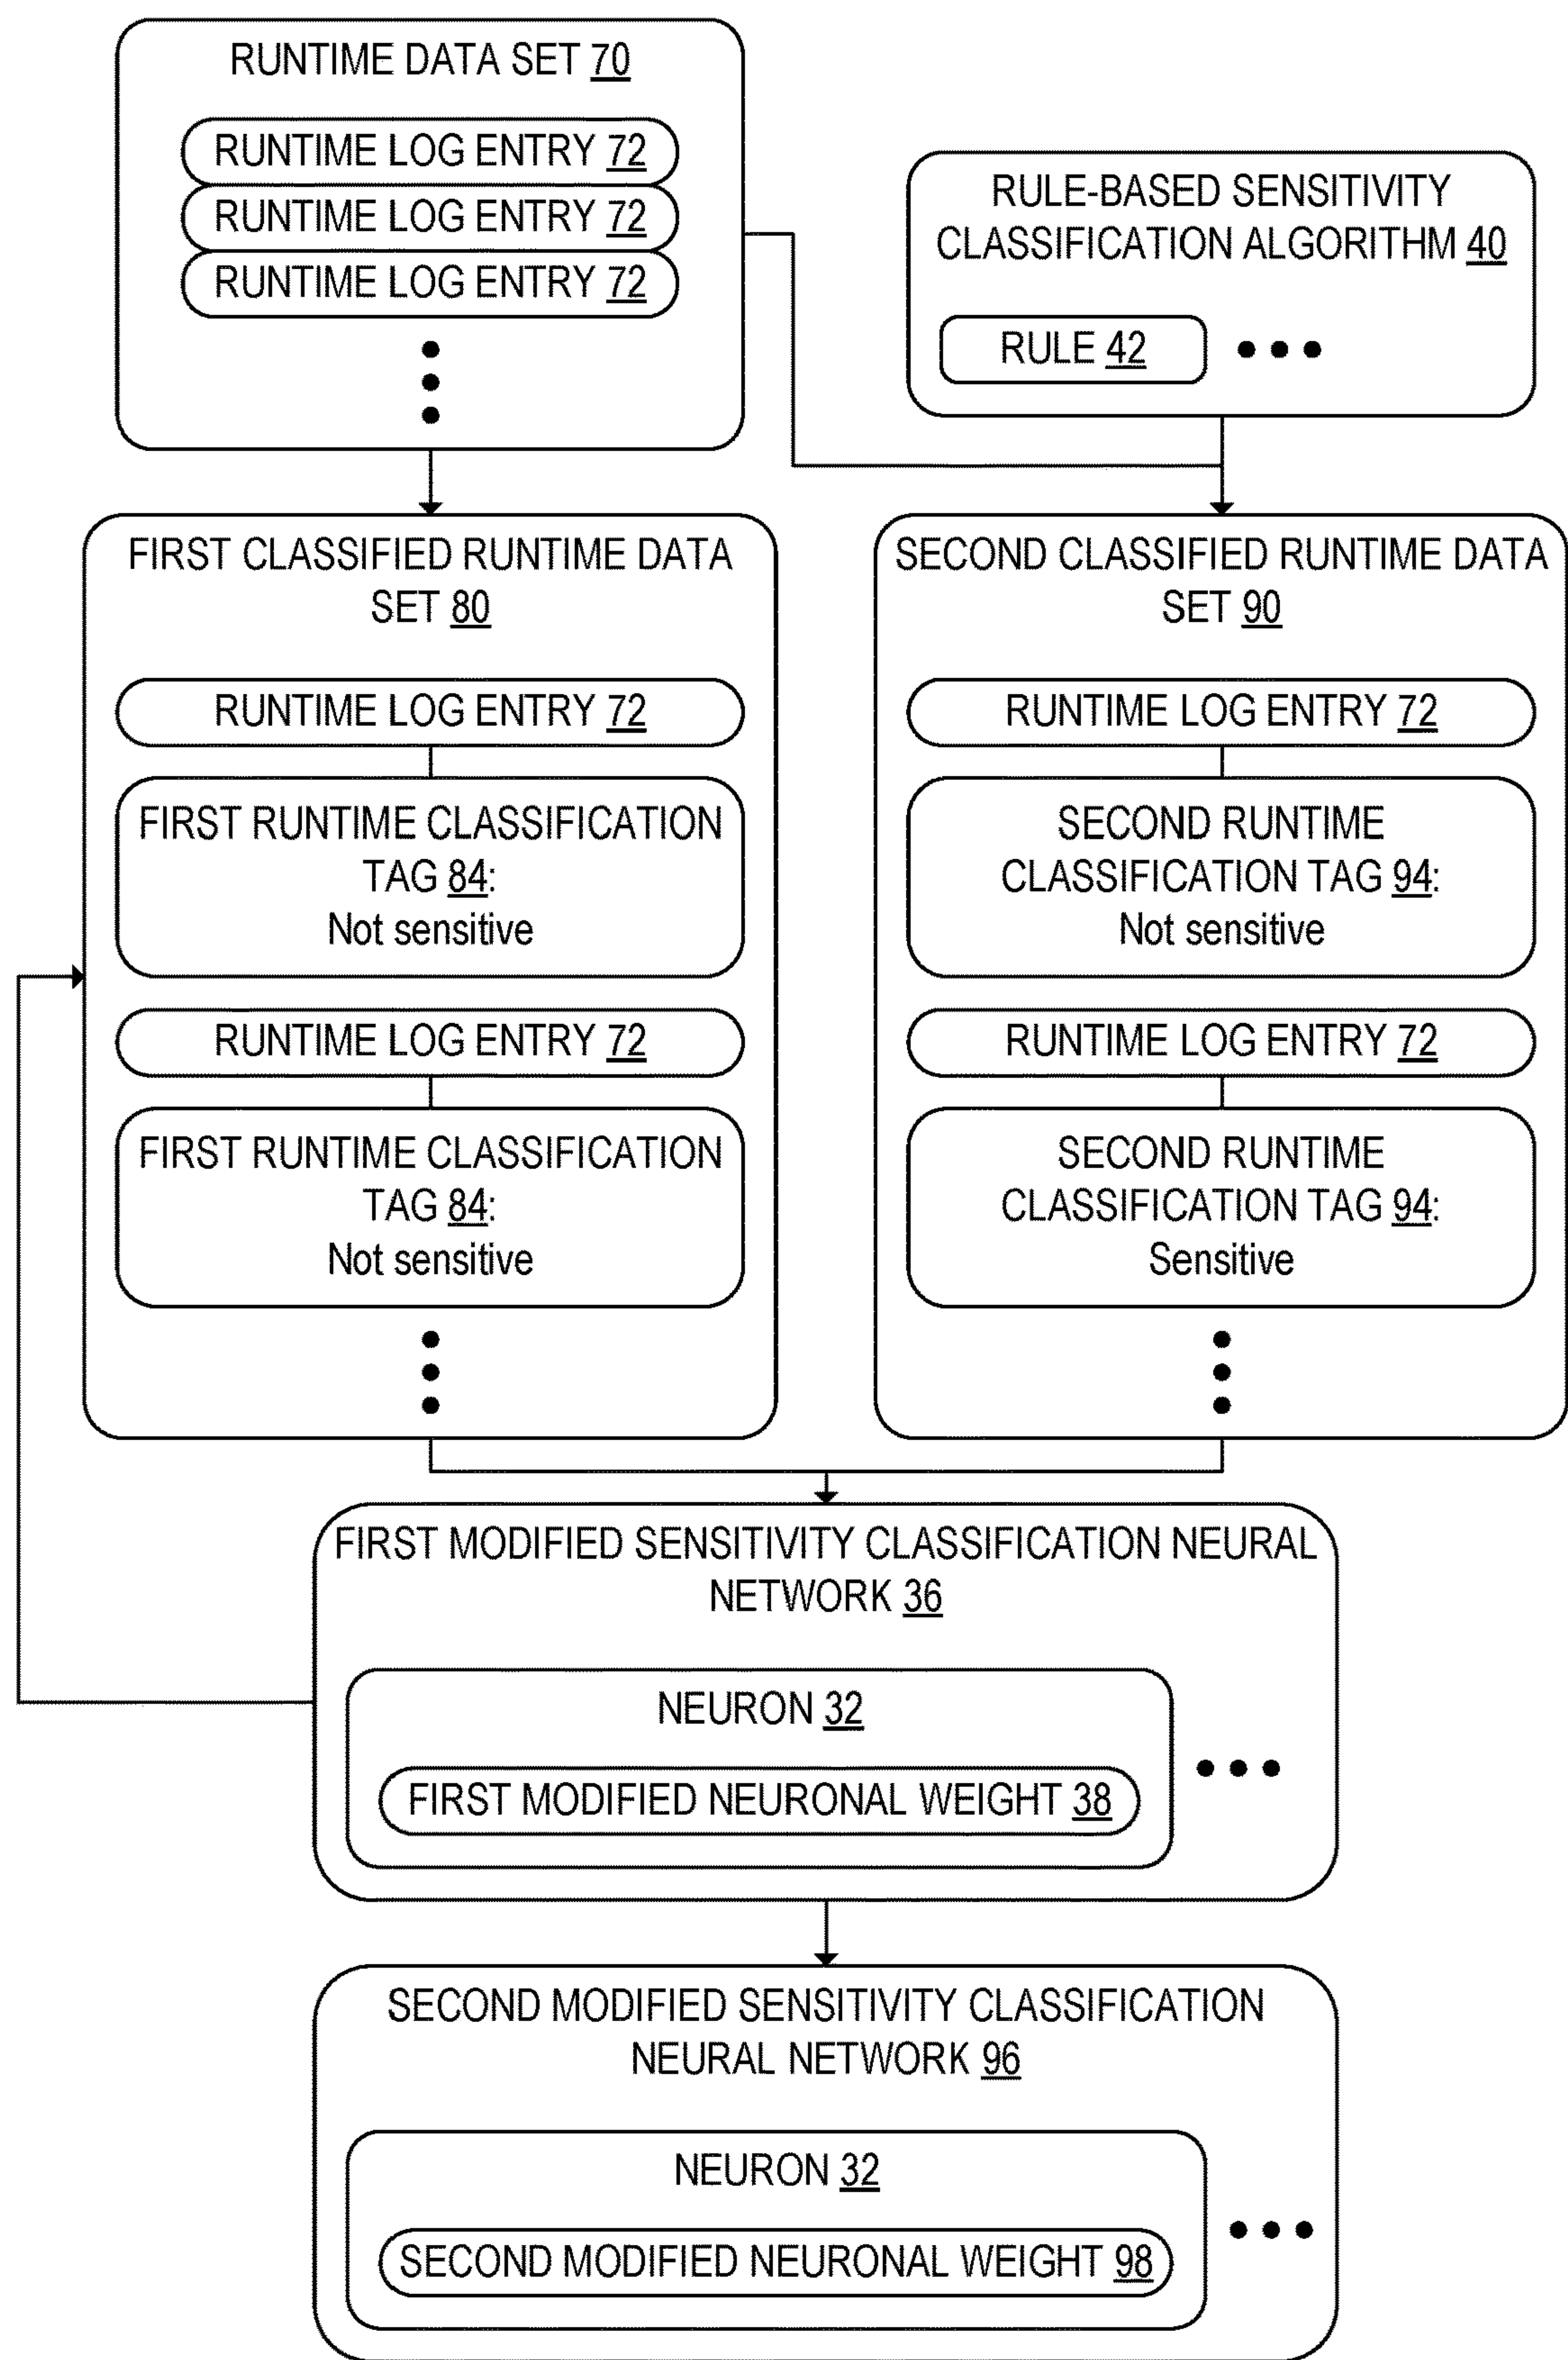 RUNTIME DATA SET 70
RUNTIME LOG ENTRY 72
RUNTIME LOG ENTRY 72
RUNTIME LOG ENTRY 72
RULE-BASED SENSITIVITY
CLASSIFICATION ALGORITHM 40
RULE 42
FIRST CLASSIFIED RUNTIME DATA
SET 80
RUNTIME LOG ENTRY 72
FIRST RUNTIME CLASSIFICATION
TAG 84:
Not sensitive
RUNTIME LOG ENTRY 72
FIRST RUNTIME CLASSIFICATION
TAG 84:
Not sensitive
SECOND CLASSIFIED RUNTIME DATA
SET 90
RUNTIME LOG ENTRY 72
SECOND RUNTIME
CLASSIFICATION TAG 94:
Not sensitive
RUNTIME LOG ENTRY 72
SECOND RUNTIME
CLASSIFICATION TAG 94:
Sensitive
FIRST MODIFIED SENSITIVITY CLASSIFICATION NEURAL
NETWORK 36
NEURON 32
FIRST MODIFIED NEURONAL WEIGHT 38
SECOND MODIFIED SENSITIVITY CLASSIFICATION
NEURAL NETWORK 96
NEURON 32
SECOND MODIFIED NEURONAL WEIGHT 98